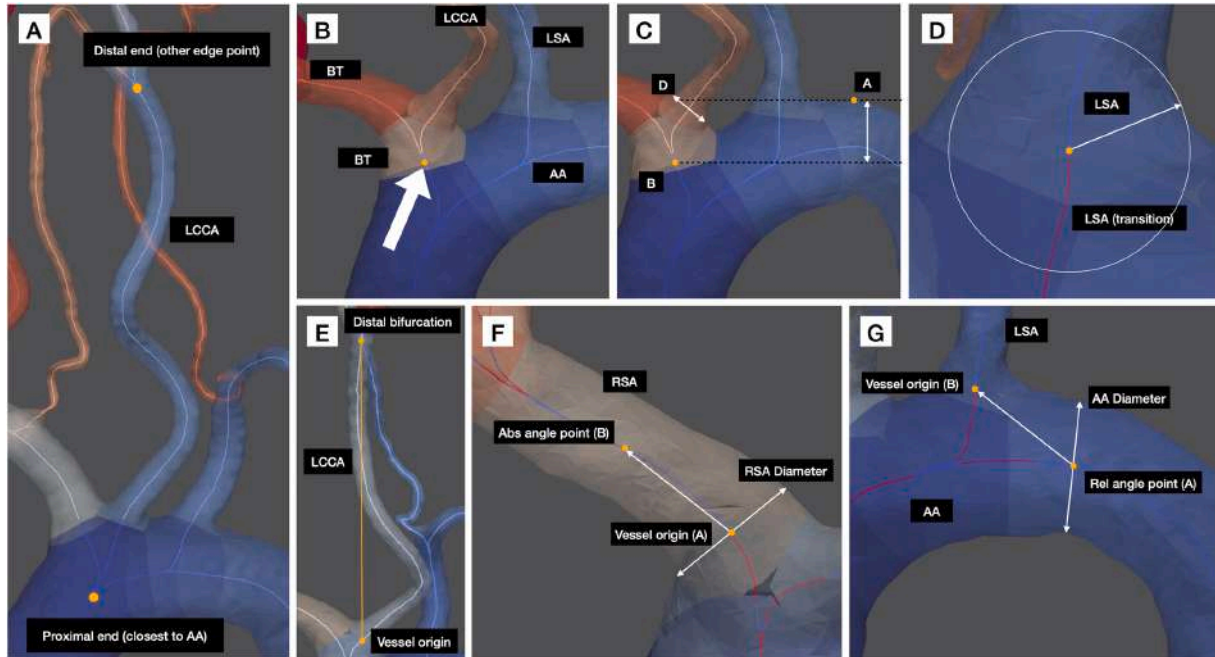 A
Distal end (other edge point)
LCCA
Proximal end (closest to AA)
B
LCCA
LSA
BT
BT
AA
C
D
A
B
D
LSA
LSA (transition)
E
Distal bifurcation
LCCA
Vessel origin
F
RSA
Abs angle point (B)
RSA Diameter
Vessel origin (A)
G
LSA
Vessel origin (B)
AA Diameter
Rel angle point (A)
AA